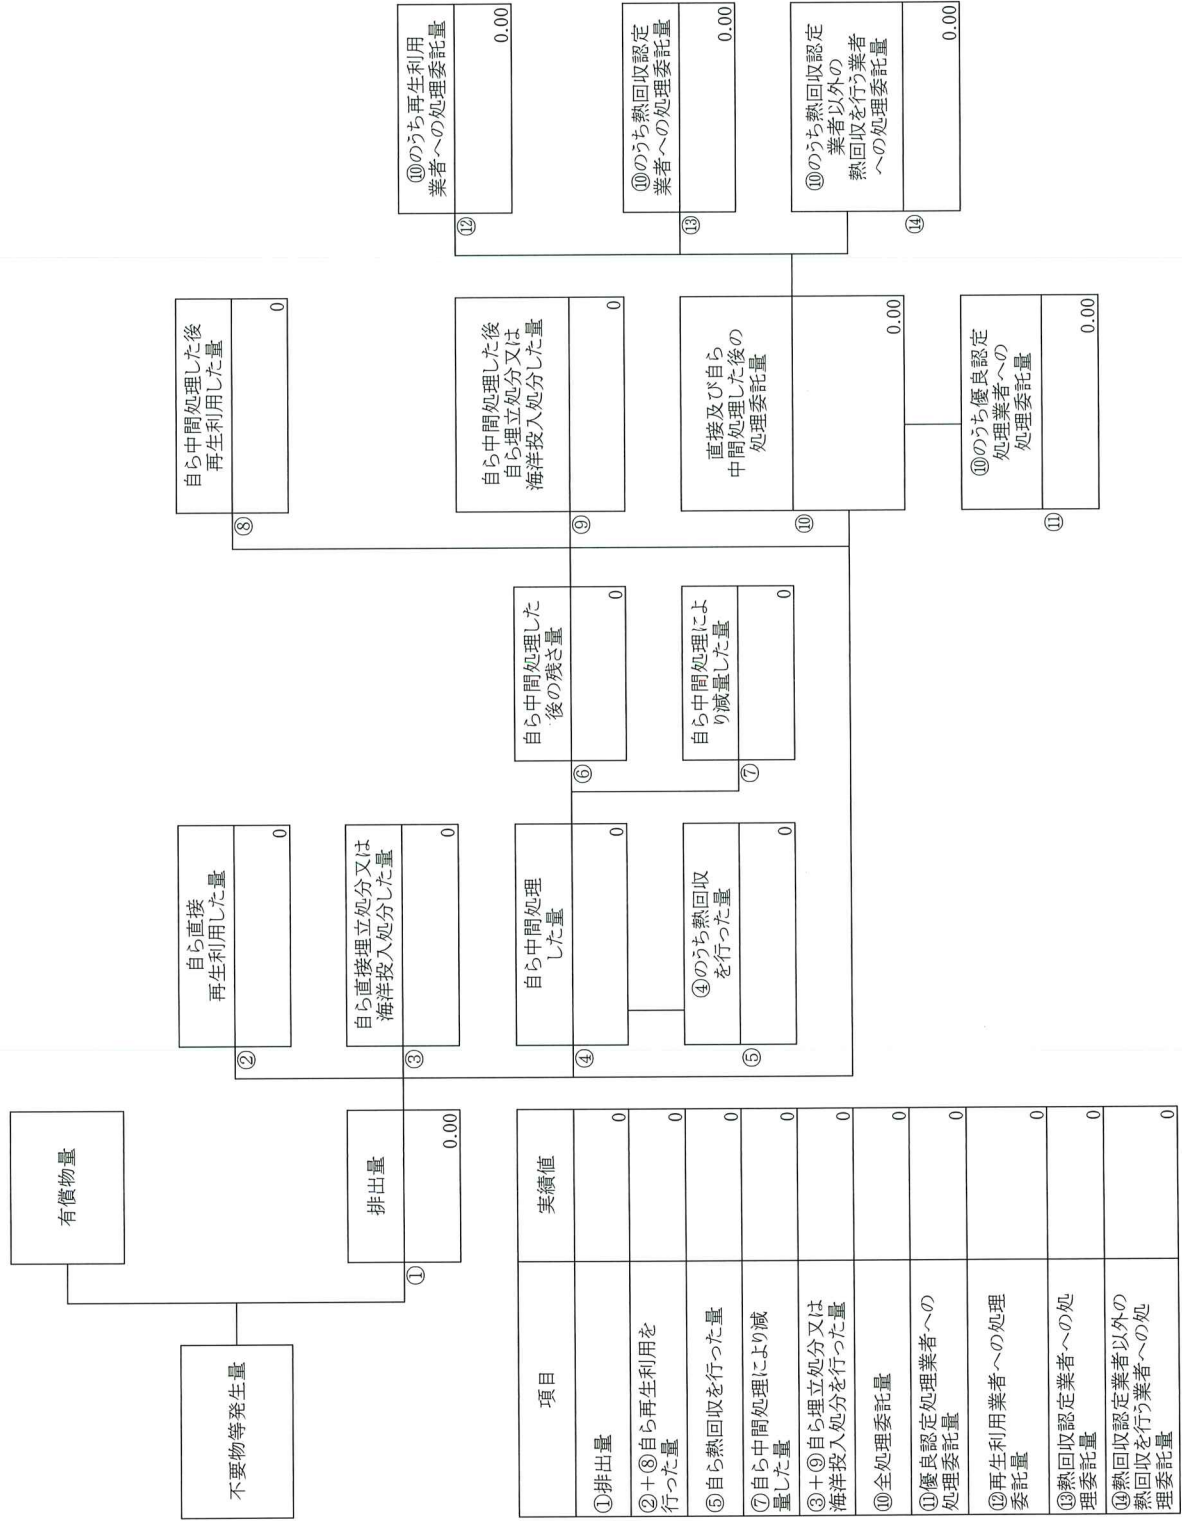 不要物等発生量
有償物量
①
排出量
0.00
②
自ら直接
再生利用した量
0
③
自ら直接埋立処分又は
海洋投入処分した量
0
④
自ら中間処理
した量
0
⑤
④のうち熱回収
を行った量
0
⑥
自ら中間処理した
後の残さ量
0
⑦
自ら中間処理によ
り減量した量
0
⑧
自ら中間処理した後
再生利用した量
0
⑨
自ら中間処理した後
自ら埋立処分又は
海洋投入処分した量
0
⑩
直接及び自ら
中間処理した後の
処理委託量
0.00
⑪
⑩のうち優良認定
処理業者への
処理委託量
0.00
⑫
⑩のうち再生利用
業者への処理委託量
0.00
⑬
⑩のうち熱回収認定
業者への処理委託量
0.00
⑭
⑩のうち熱回収認定
業者以外の
熱回収を行う業者
への処理委託量
0.00
項目 実績値
①排出量 0
②＋⑧自ら再生利用を
行った量 0
⑤自ら熱回収を行った量 0
⑦自ら中間処理により減
量した量 0
③＋⑨自ら埋立処分又は
海洋投入処分を行った量 0
⑩全処理委託量 0
⑪優良認定処理業者への
処理委託量 0
⑫再生利用業者への処理
委託量 0
⑬熱回収認定業者への処
理委託量 0
⑭熱回収認定業者以外の
熱回収を行う業者への処
理委託量 0